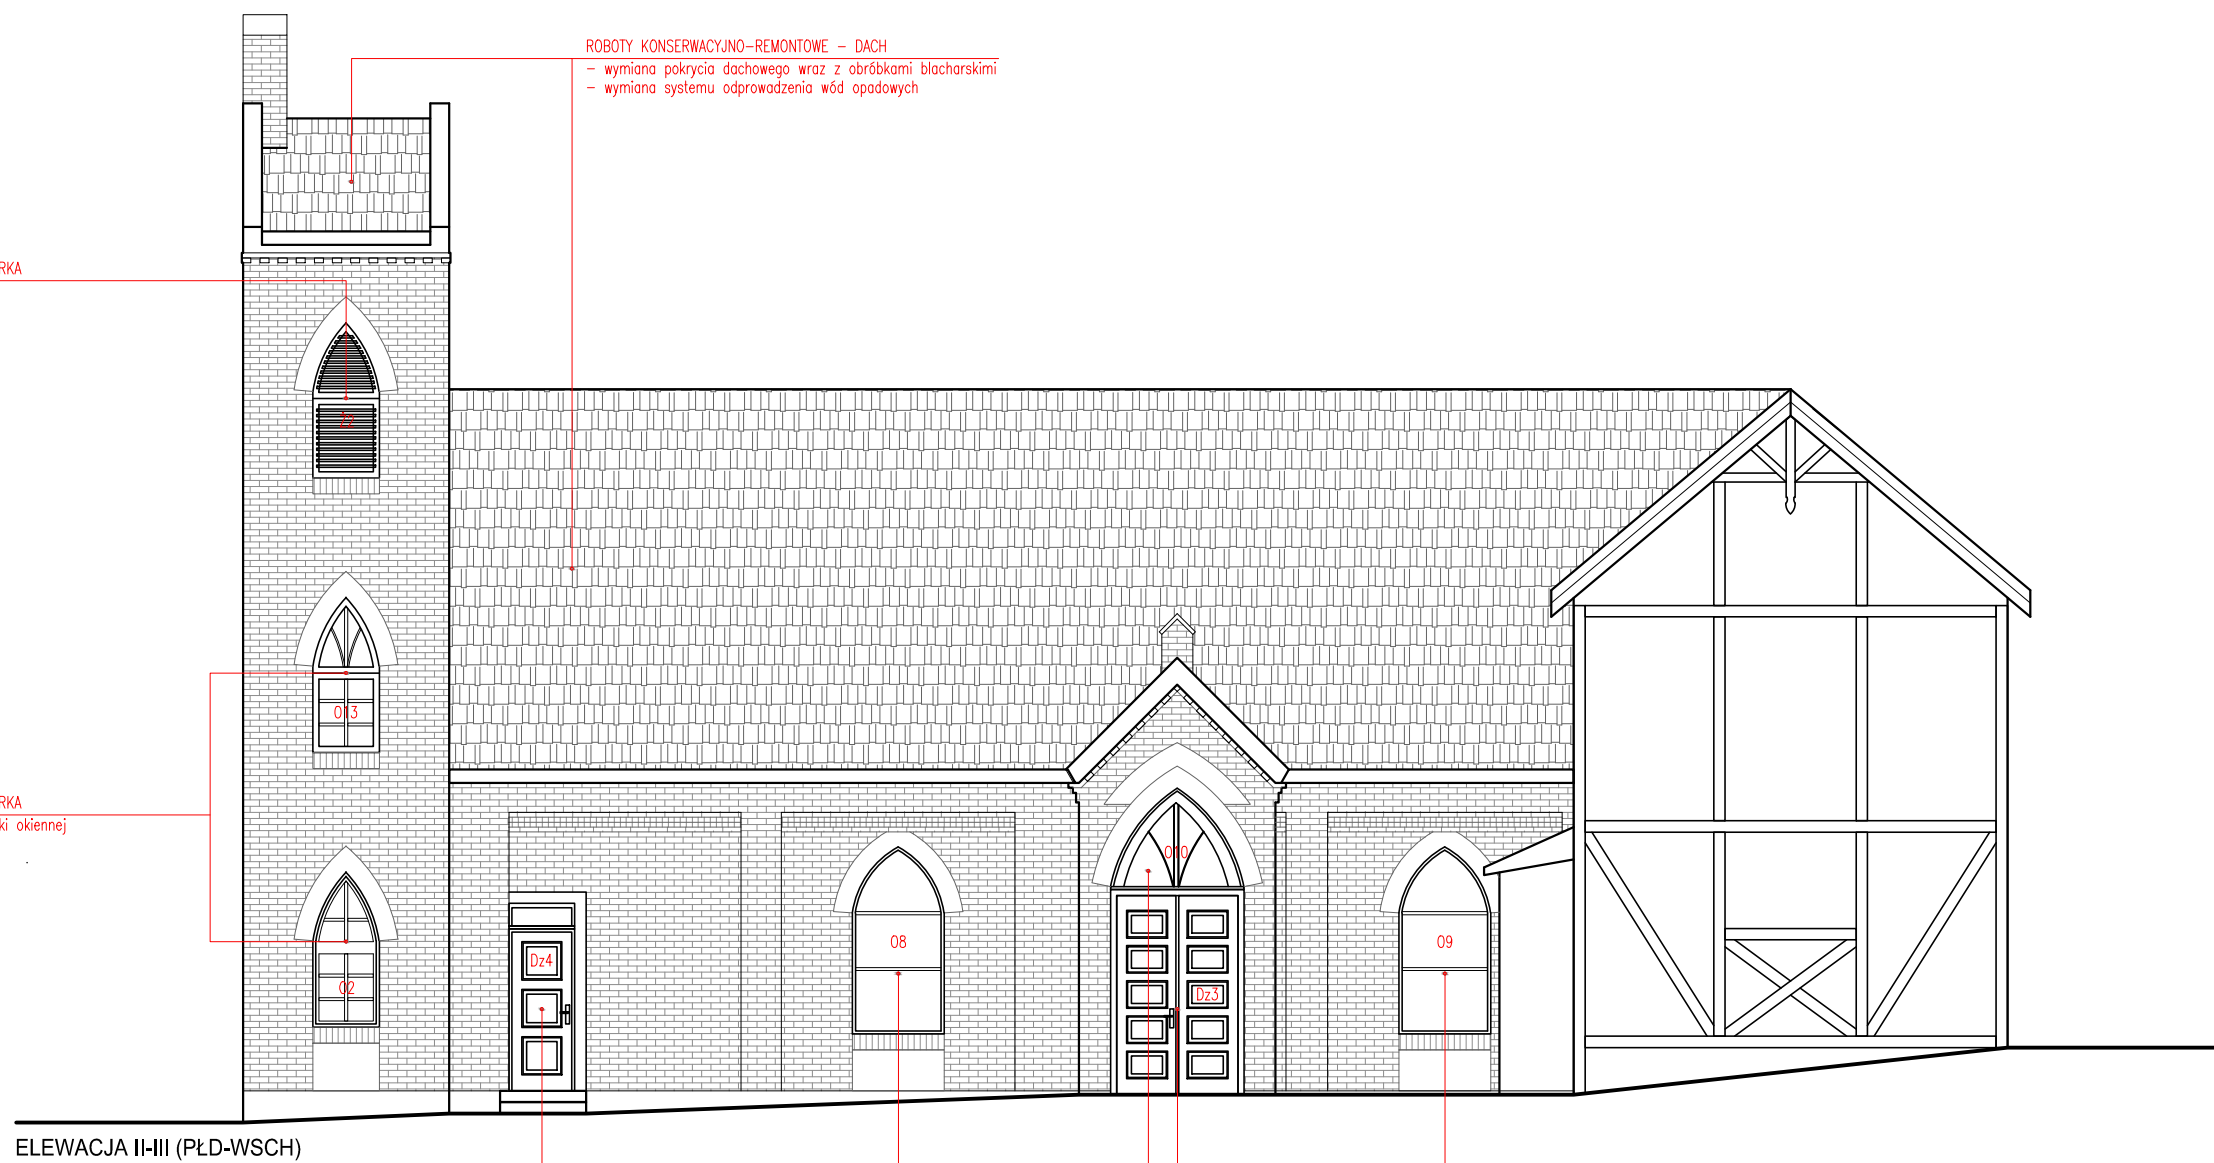 ROBOTY KONSERWACYJNO-REMONTOWE - DACH
- wymiana pokrycia dachowego wraz z obróbkami blacharskimi
- wymiana systemu odprowadzenia wód opadowych
RKA
O13
RKA
ki okiennej
O10
O8
O9
Dz4
O2
Dz3
ELEWACJA II-III (PŁD-WSCH)